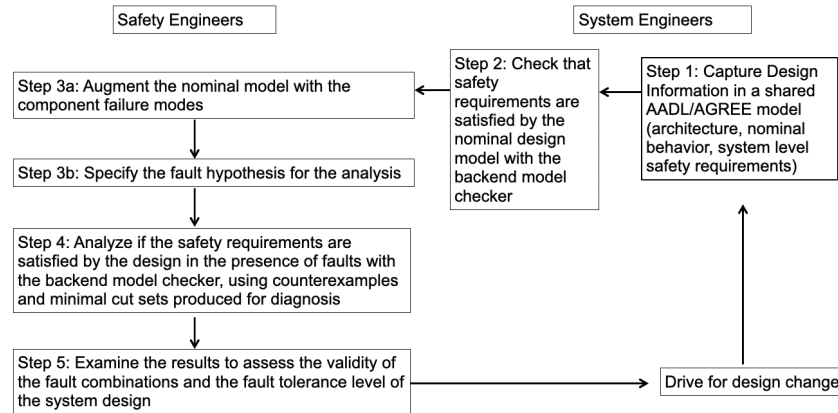 Safety Engineers
System Engineers
Step 1: Capture Design
Information in a shared
AADL/AGREE model
(architecture, nominal
behavior, system level
safety requirements)
Step 2: Check that
safety
requirements are
satisfied by the
nominal design
model with the
backend model
checker
Step 3a: Augment the nominal model with the
component failure modes
Step 3b: Specify the fault hypothesis for the analysis
Step 4: Analyze if the safety requirements are
satisfied by the design in the presence of faults with
the backend model checker, using counterexamples
and minimal cut sets produced for diagnosis
Step 5: Examine the results to assess the validity of
the fault combinations and the fault tolerance level of
the system design
Drive for design change